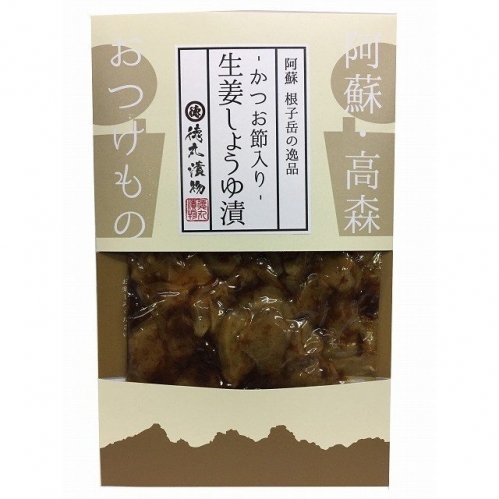 阿蘇・高森
おつけもの
阿蘇 根子岳の逸品
-かつお節入り-
生姜しょうゆ漬
徳丸漬物